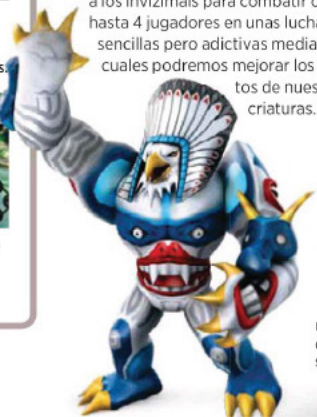 a los Invizimals para combatir c
hasta 4 jugadores en unas lucha
sencillas pero adictivas media
cuales podremos mejorar los
tos de nues
criaturas.
s.